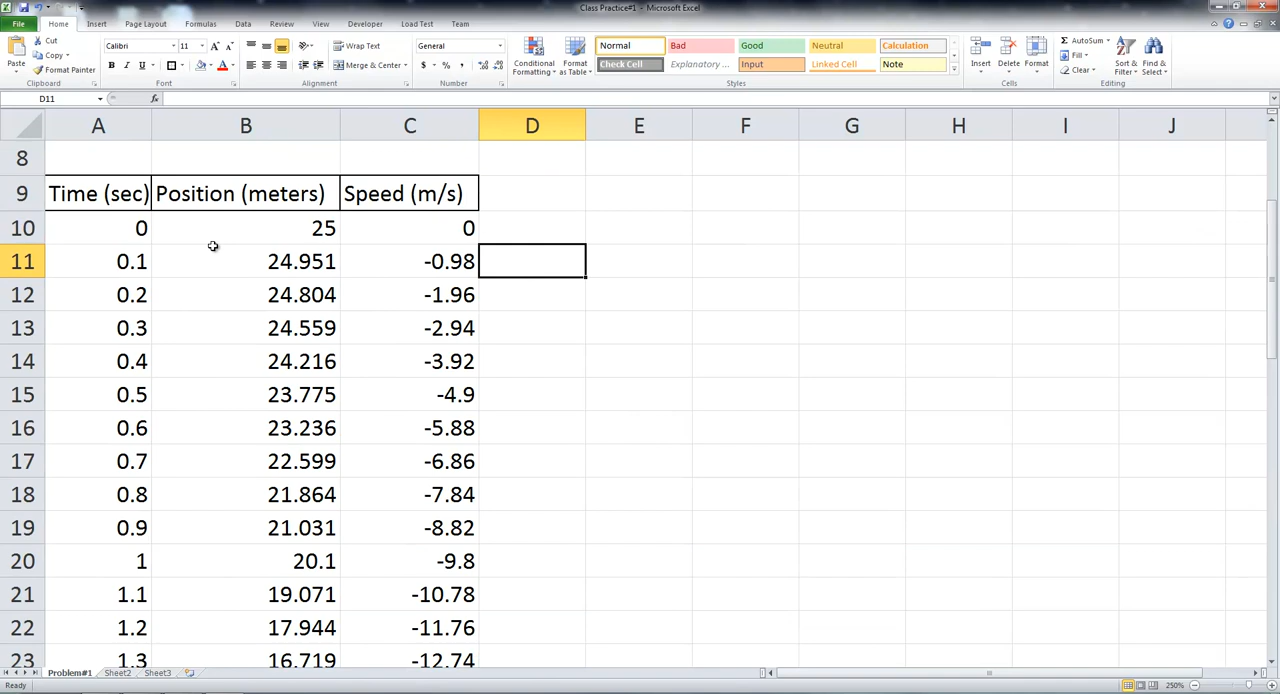 Class Practice#1 - Microsoft Excel
File Home Insert Page Layout Formulas Data Review View Developer Load Test Team
Paste
Cut
Copy
Format Painter
Clipboard
Calibri 11
B I U
Font
Wrap Text
Merge & Center
Alignment
General
$ % ,
Number
Conditional Formatting
Format as Table
Normal Bad Good Neutral Calculation
Check Cell Explanatory ... Input Linked Cell Note
Styles
Insert Delete Format
Cells
AutoSum
Fill
Clear
Sort & Filter
Find & Select
Editing
D11 fx
A B C D E F G H I J
8
9 Time (sec) Position (meters) Speed (m/s)
10 0 25 0
11 0.1 24.951 -0.98
12 0.2 24.804 -1.96
13 0.3 24.559 -2.94
14 0.4 24.216 -3.92
15 0.5 23.775 -4.9
16 0.6 23.236 -5.88
17 0.7 22.599 -6.86
18 0.8 21.864 -7.84
19 0.9 21.031 -8.82
20 1 20.1 -9.8
21 1.1 19.071 -10.78
22 1.2 17.944 -11.76
23 1.3 16.719 -12.74
Problem#1 Sheet2 Sheet3
Ready 250%